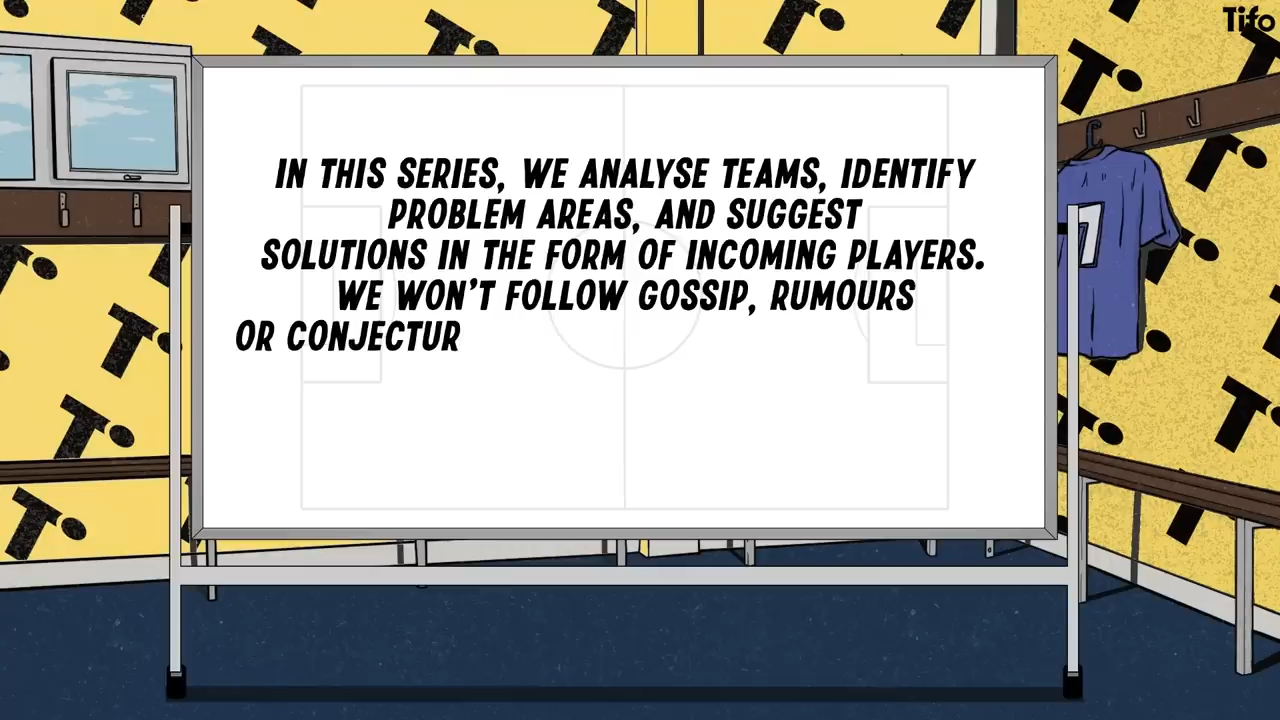 Tifo
IN THIS SERIES, WE ANALYSE TEAMS, IDENTIFY
PROBLEM AREAS, AND SUGGEST
SOLUTIONS IN THE FORM OF INCOMING PLAYERS.
WE WON'T FOLLOW GOSSIP, RUMOURS
OR CONJECTUR
7